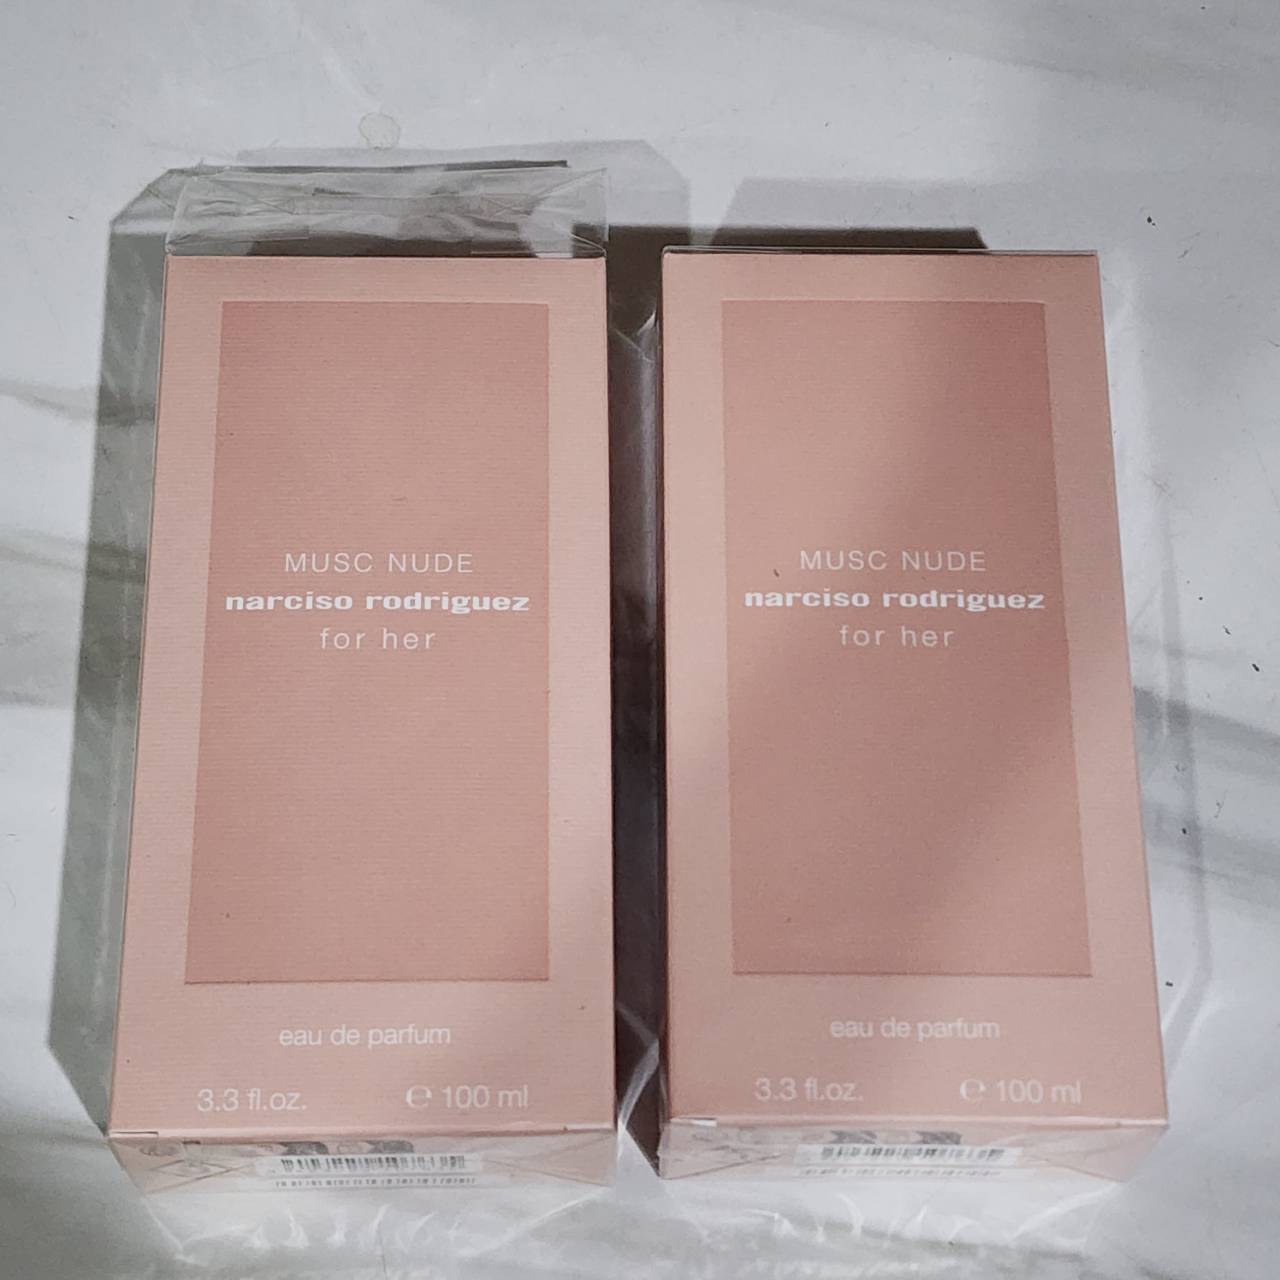 MUSC NUDE
narciso rodriguez
for her
eau de parfum
3.3 fl.oz. ℮ 100 ml
MUSC NUDE
narciso rodriguez
for her
eau de parfum
3.3 fl.oz. ℮ 100 ml